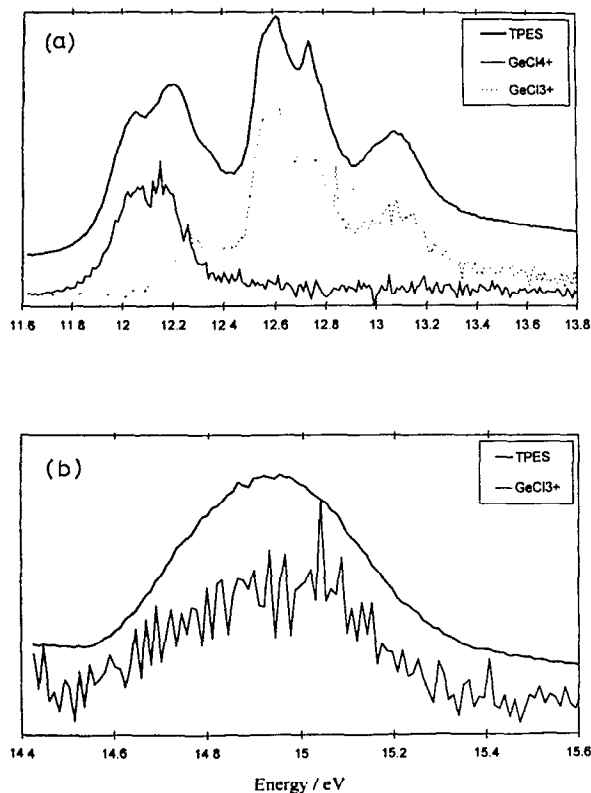 (a)
TPES
GeCl4+
GeCl3+
11.6 11.8 12 12.2 12 4 12.6 12.8 13 13.2 13.4 13.6 13.8
(b)
TPES
GeCl3+
14 4 14.6 14.8 15 15.2 15.4 15 6
Energy / eV